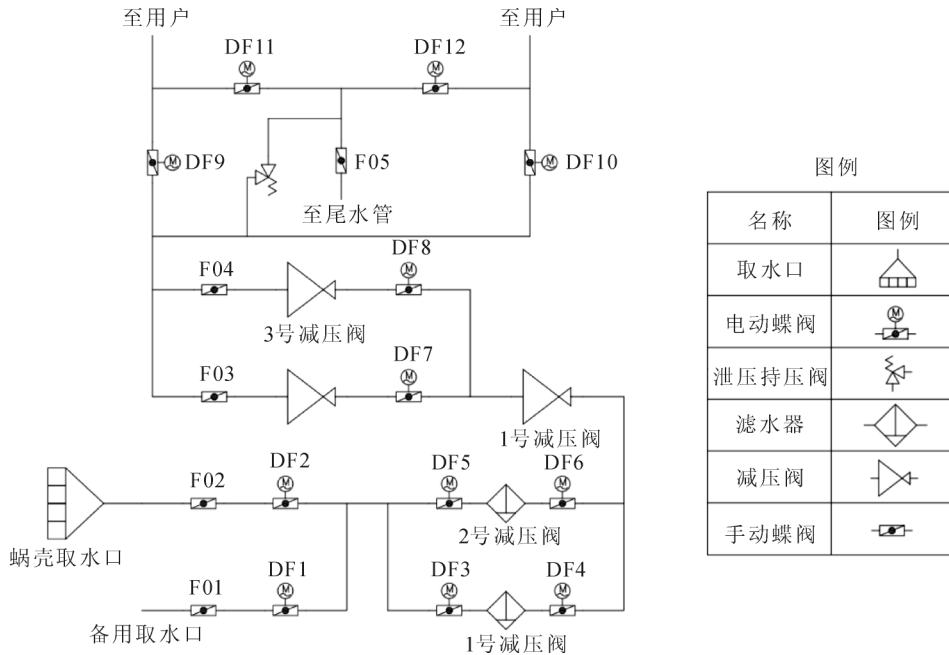 至用户
至用户
DF11
DF12
M
M
M
DF9
F05
M
DF10
至尾水管
DF8
M
F04
3号减压阀
DF7
M
F03
1号减压阀
DF2
M
F02
DF5
M
DF6
M
2号减压阀
蜗壳取水口
DF1
M
F01
DF3
M
DF4
M
备用取水口
1号减压阀
图例
名称
图例
取水口
电动蝶阀
M
泄压持压阀
滤水器
减压阀
手动蝶阀